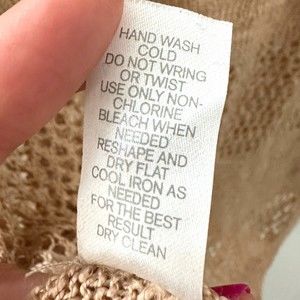 HAND WASH
COLD
DO NOT WRING
OR TWIST
USE ONLY NON-
CHLORINE
BLEACH WHEN
NEEDED
RESHAPE AND
DRY FLAT
COOL IRON AS
NEEDED
FOR THE BEST
RESULT
DRY CLEAN